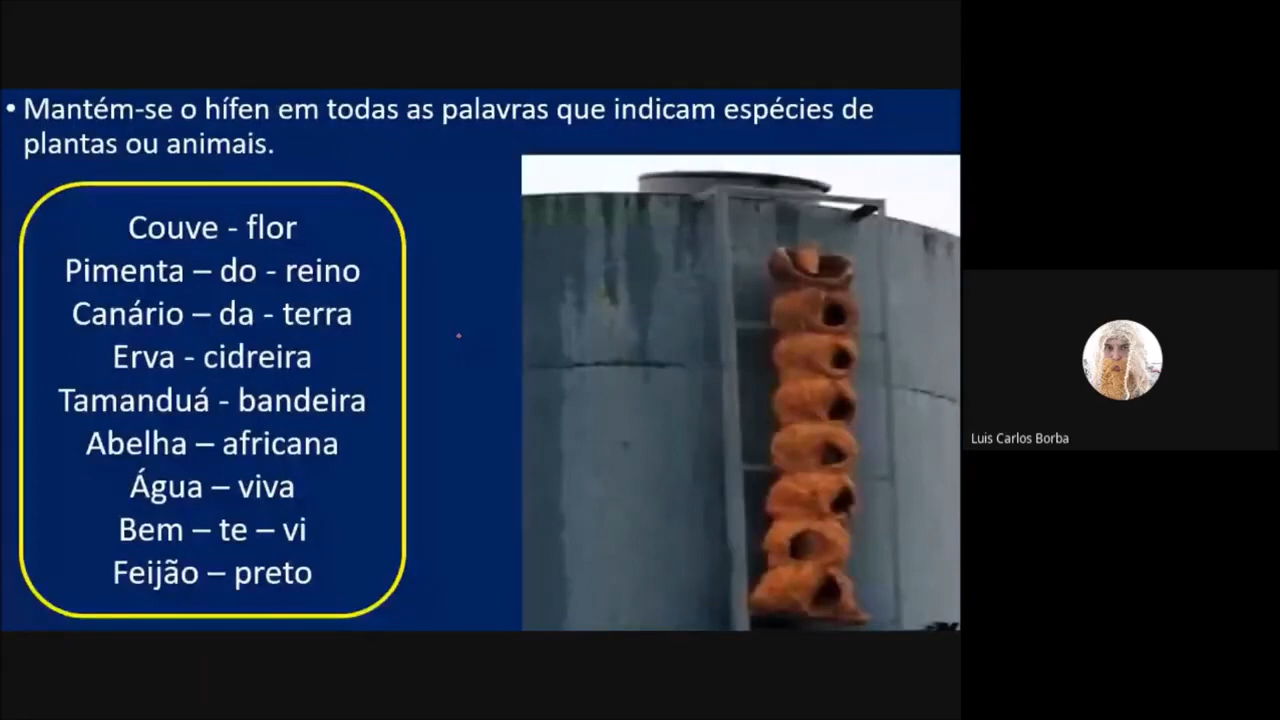 • Mantém-se o hífen em todas as palavras que indicam espécies de
plantas ou animais.
Couve - flor
Pimenta – do - reino
Canário – da - terra
Erva - cidreira
Tamanduá - bandeira
Abelha – africana
Água – viva
Bem – te – vi
Feijão – preto
Luis Carlos Borba